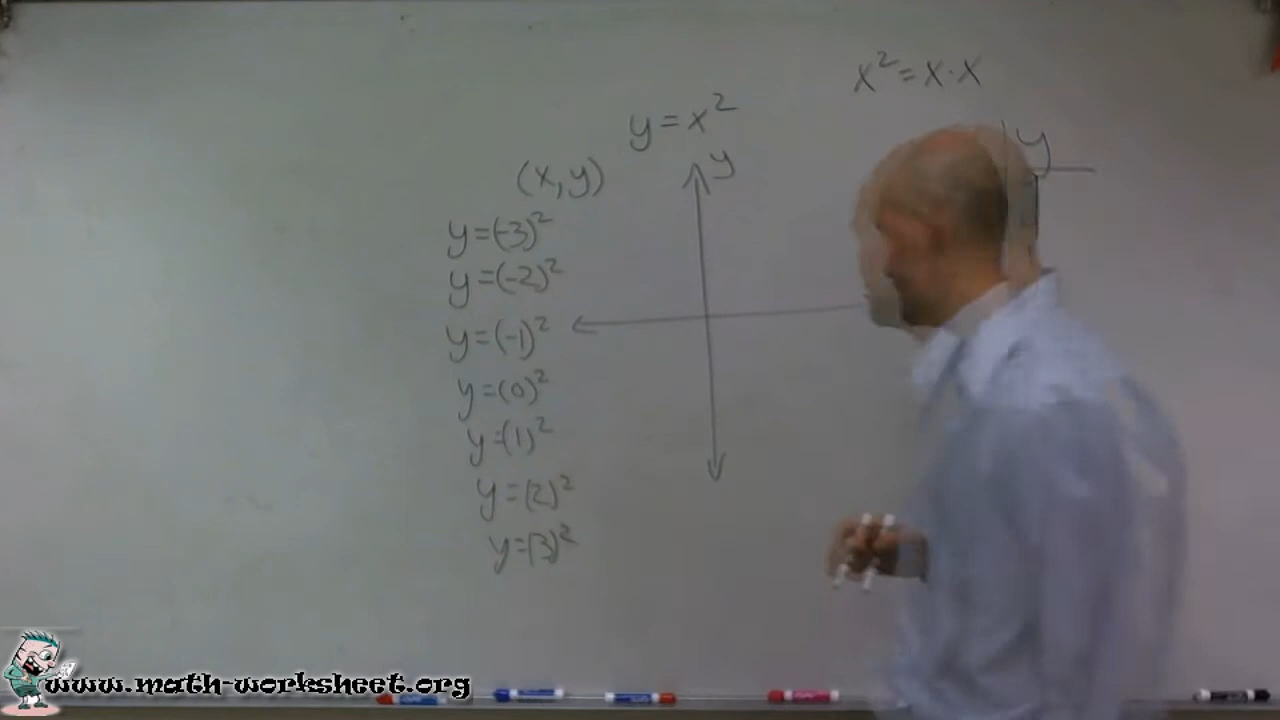 x² = x · x
y = x²
y
y
(x, y)
y = (-3)²
y = (-2)²
y = (-1)²
y = (0)²
y = (1)²
y = (2)²
y = (3)²
www.math-worksheet.org